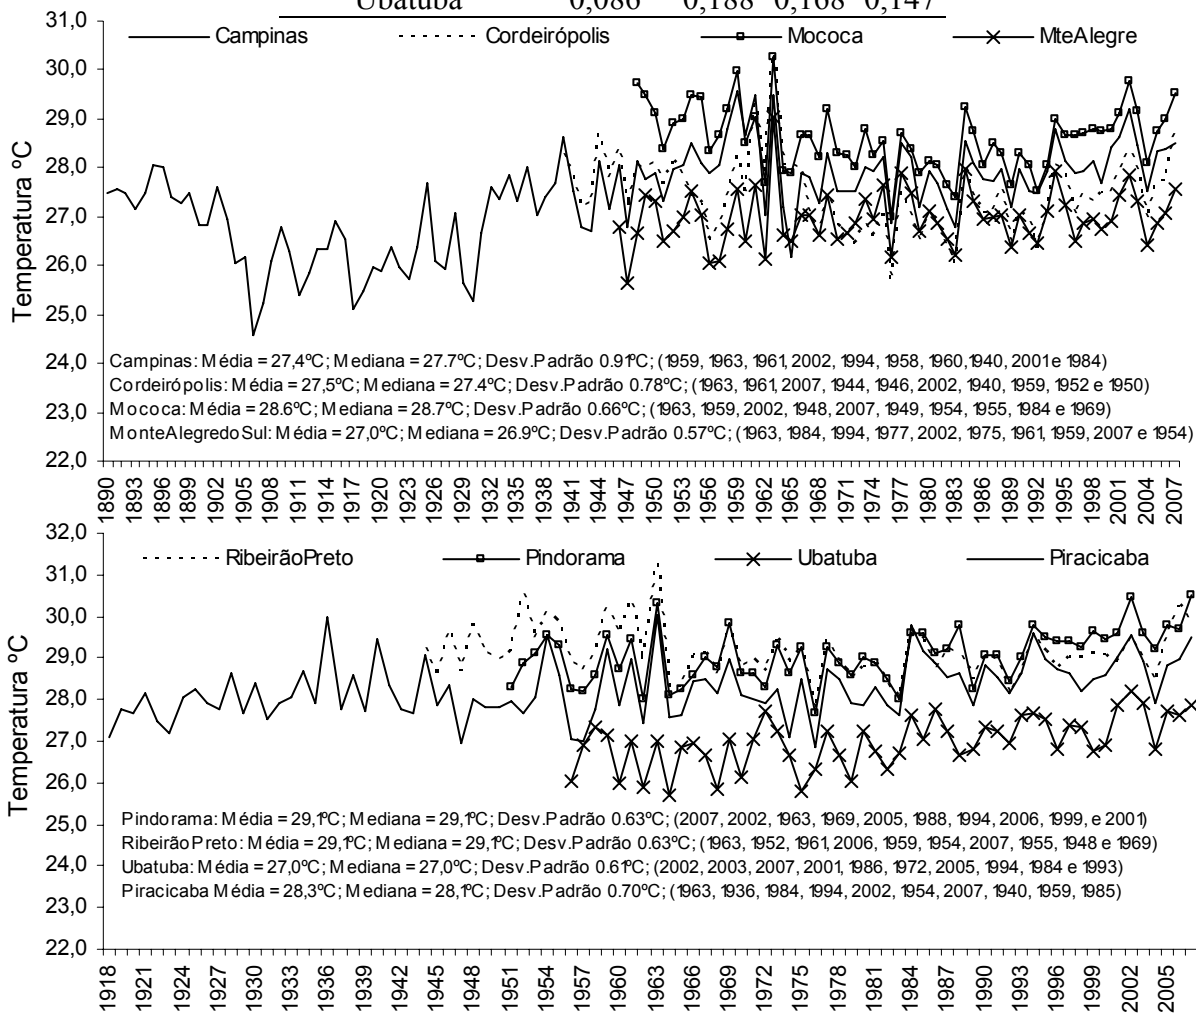 Ubatuba 0,086 0,188 0,168 0,147
31,0
Campinas Cordeirópolis Mococa MteAlegre
30,0
29,0
28,0
27,0
26,0
25,0
24,0
23,0
22,0
Temperatura ºC
Campinas: Média = 27,4ºC; Mediana = 27.7ºC; Desv.Padrão 0.91ºC; (1959, 1963, 1961, 2002, 1994, 1958, 1960, 1940, 2001 e 1984)
Cordeirópolis: Média = 27,5ºC; Mediana = 27.4ºC; Desv.Padrão 0.78ºC; (1963, 1961, 2007, 1944, 1946, 2002, 1940, 1959, 1952 e 1950)
Mococa: Média = 28.6ºC; Mediana = 28.7ºC; Desv.Padrão 0.66ºC; (1963, 1959, 2002, 1948, 2007, 1949, 1954, 1955, 1984 e 1969)
MonteAlegredoSul: Média = 27,0ºC; Mediana = 26.9ºC; Desv.Padrão 0.57ºC; (1963, 1984, 1994, 1977, 2002, 1975, 1961, 1959, 2007 e 1954)
1890 1893 1896 1899 1902 1905 1908 1911 1914 1917 1920 1923 1926 1929 1932 1935 1938 1941 1944 1947 1950 1953 1956 1959 1962 1965 1968 1971 1974 1977 1980 1983 1986 1989 1992 1995 1998 2001 2004 2007
32,0
RibeirãoPreto Pindorama Ubatuba Piracicaba
31,0
30,0
29,0
28,0
27,0
26,0
25,0
24,0
23,0
22,0
Temperatura ºC
Pindorama: Média = 29,1ºC; Mediana = 29,1ºC; Desv.Padrão 0.63ºC; (2007, 2002, 1963, 1969, 2005, 1988, 1994, 2006, 1999, e 2001)
RibeirãoPreto: Média = 29,1ºC; Mediana = 29,1ºC; Desv.Padrão 0.63ºC; (1963, 1952, 1961, 2006, 1959, 1954, 2007, 1955, 1948 e 1969)
Ubatuba: Média = 27,0ºC; Mediana = 27,0ºC; Desv.Padrão 0.61ºC; (2002, 2003, 2007, 2001, 1986, 1972, 2005, 1994, 1984 e 1993)
Piracicaba Média = 28,3ºC; Mediana = 28,1ºC; Desv.Padrão 0.70ºC; (1963, 1936, 1984, 1994, 2002, 1954, 2007, 1940, 1959, 1985)
1918 1921 1924 1927 1930 1933 1936 1939 1942 1945 1948 1951 1954 1957 1960 1963 1966 1969 1972 1975 1978 1981 1984 1987 1990 1993 1996 1999 2002 2005